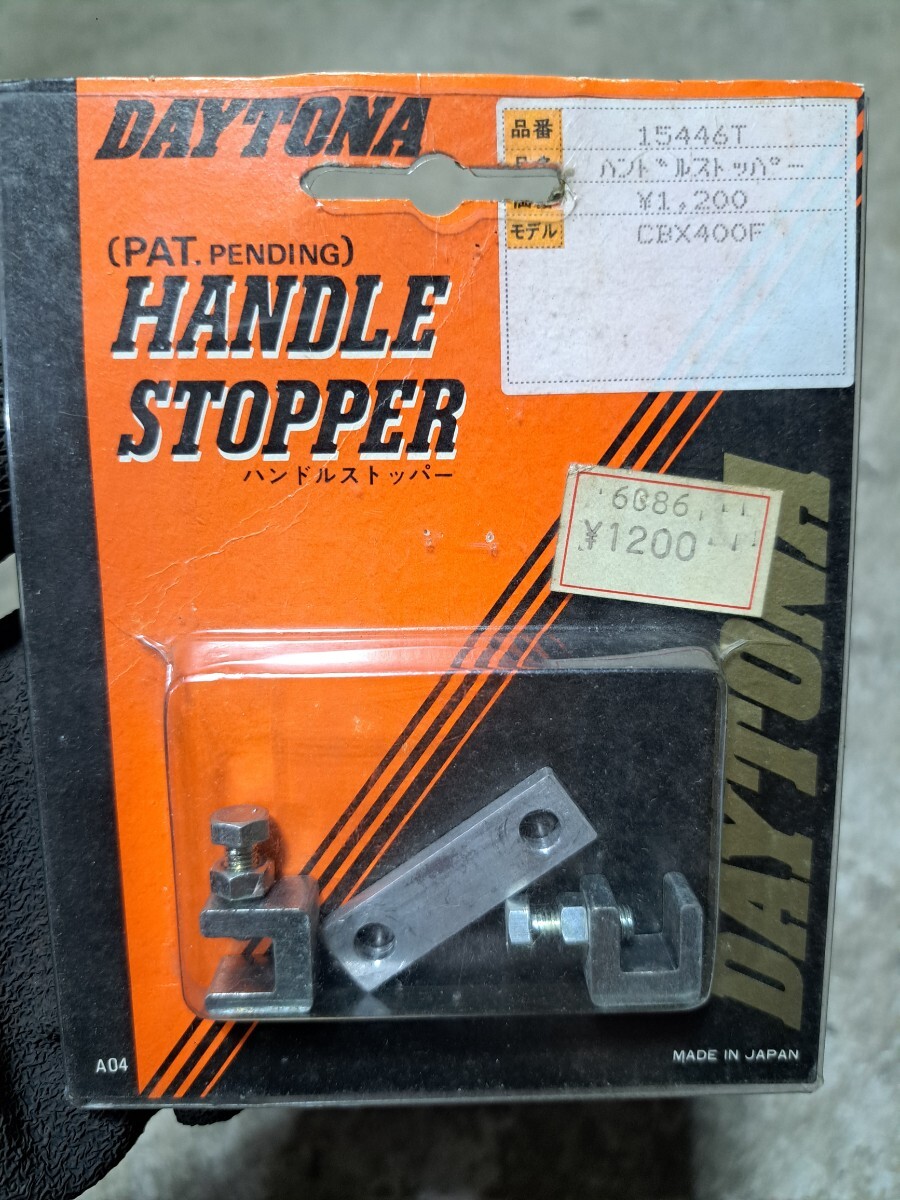 DAYTONA
(PAT. PENDING)
HANDLE
STOPPER
ハンドルストッパー
品番 15446T
品名 ハンドルストッパー
¥1,200
モデル CBX400F
¥1200
DAYTONA
A04
MADE IN JAPAN